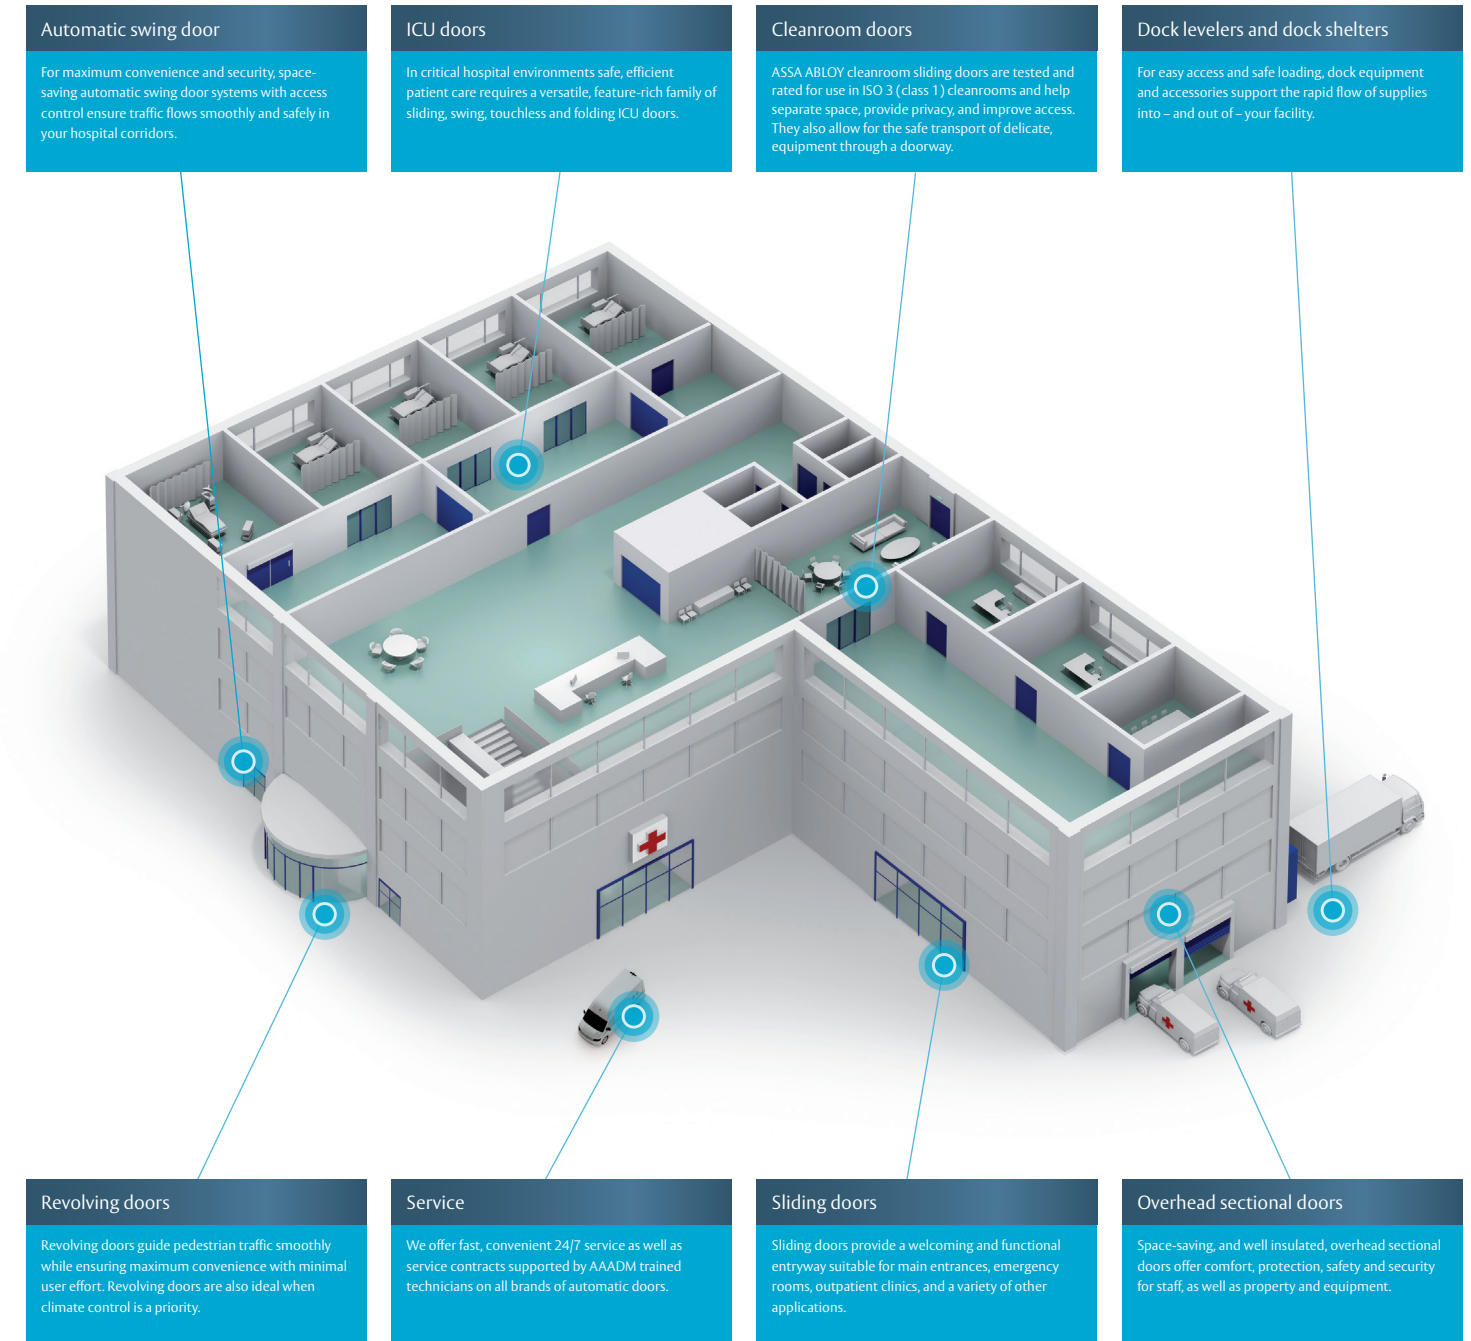 Automatic swing door
For maximum convenience and security, space-
saving automatic swing door systems with access
control ensure traffic flows smoothly and safely in
your hospital corridors.
ICU doors
In critical hospital environments safe, efficient
patient care requires a versatile, feature-rich family of
sliding, swing, touchless and folding ICU doors.
Cleanroom doors
ASSA ABLOY cleanroom sliding doors are tested and
rated for use in ISO 3 (class 1) cleanrooms and help
separate space, provide privacy, and improve access.
They also allow for the safe transport of delicate,
equipment through a doorway.
Dock levelers and dock shelters
For easy access and safe loading, dock equipment
and accessories support the rapid flow of supplies
into – and out of – your facility.
Revolving doors
Revolving doors guide pedestrian traffic smoothly
while ensuring maximum convenience with minimal
user effort. Revolving doors are also ideal when
climate control is a priority.
Service
We offer fast, convenient 24/7 service as well as
service contracts supported by AAADM trained
technicians on all brands of automatic doors.
Sliding doors
Sliding doors provide a welcoming and functional
entryway suitable for main entrances, emergency
rooms, outpatient clinics, and a variety of other
applications.
Overhead sectional doors
Space-saving, and well insulated, overhead sectional
doors offer comfort, protection, safety and security
for staff, as well as property and equipment.